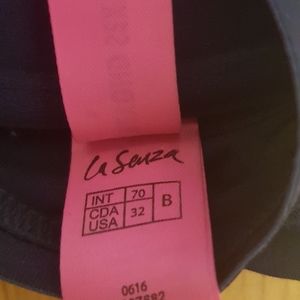 la Senza
INT 70 B
CDA 32
USA
0616